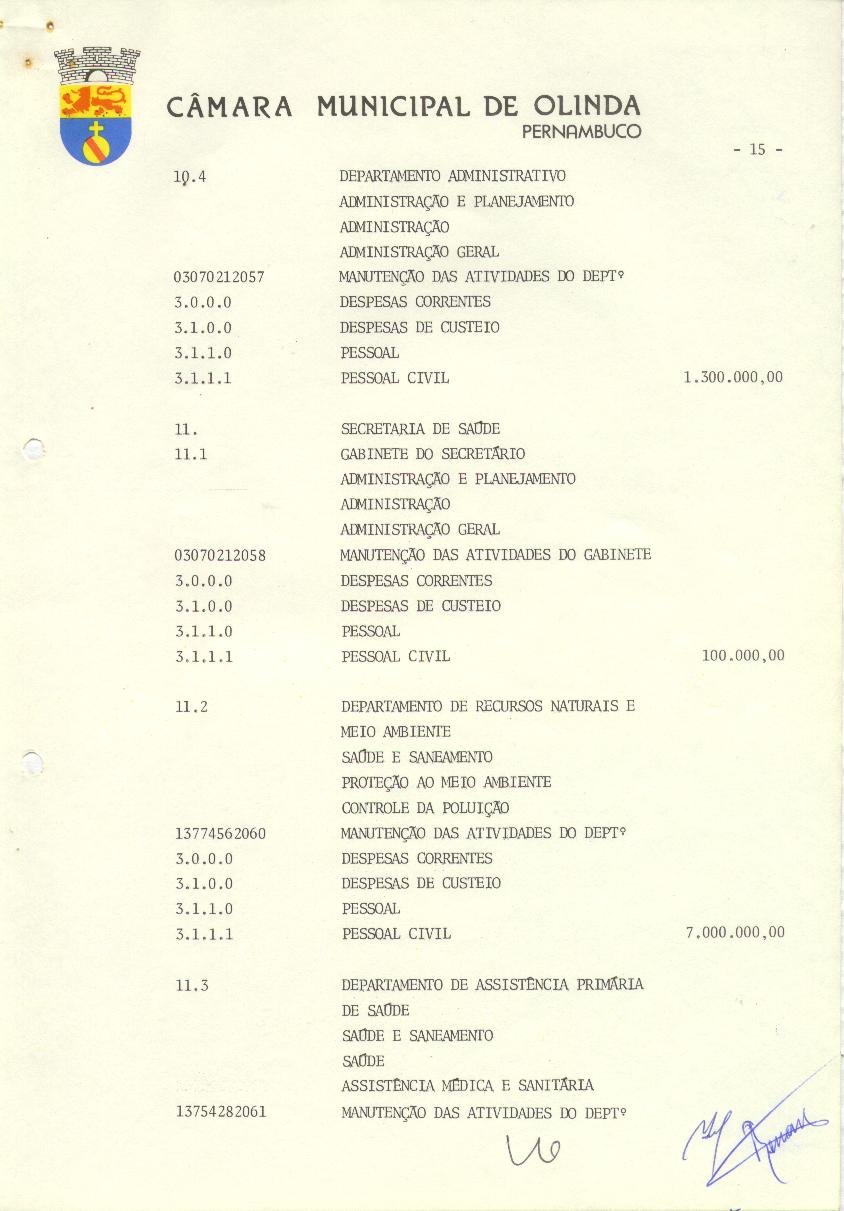 CÂMARA MUNICIPAL DE OLINDA
PERNAMBUCO
- 15 -
10.4 DEPARTAMENTO ADMINISTRATIVO
ADMINISTRAÇÃO E PLANEJAMENTO
ADMINISTRAÇÃO
ADMINISTRAÇÃO GERAL
03070212057 MANUTENÇÃO DAS ATIVIDADES DO DEPTº
3.0.0.0 DESPESAS CORRENTES
3.1.0.0 DESPESAS DE CUSTEIO
3.1.1.0 PESSOAL
3.1.1.1 PESSOAL CIVIL 1.300.000,00
11. SECRETARIA DE SAÚDE
11.1 GABINETE DO SECRETÁRIO
ADMINISTRAÇÃO E PLANEJAMENTO
ADMINISTRAÇÃO
ADMINISTRAÇÃO GERAL
03070212058 MANUTENÇÃO DAS ATIVIDADES DO GABINETE
3.0.0.0 DESPESAS CORRENTES
3.1.0.0 DESPESAS DE CUSTEIO
3.1.1.0 PESSOAL
3.1.1.1 PESSOAL CIVIL 100.000,00
11.2 DEPARTAMENTO DE RECURSOS NATURAIS E
MEIO AMBIENTE
SAÚDE E SANEAMENTO
PROTEÇÃO AO MEIO AMBIENTE
CONTROLE DA POLUIÇÃO
13774562060 MANUTENÇÃO DAS ATIVIDADES DO DEPTº
3.0.0.0 DESPESAS CORRENTES
3.1.0.0 DESPESAS DE CUSTEIO
3.1.1.0 PESSOAL
3.1.1.1 PESSOAL CIVIL 7.000.000,00
11.3 DEPARTAMENTO DE ASSISTÊNCIA PRIMÁRIA
DE SAÚDE
SAÚDE E SANEAMENTO
SAÚDE
ASSISTÊNCIA MÉDICA E SANITÁRIA
13754282061 MANUTENÇÃO DAS ATIVIDADES DO DEPTº